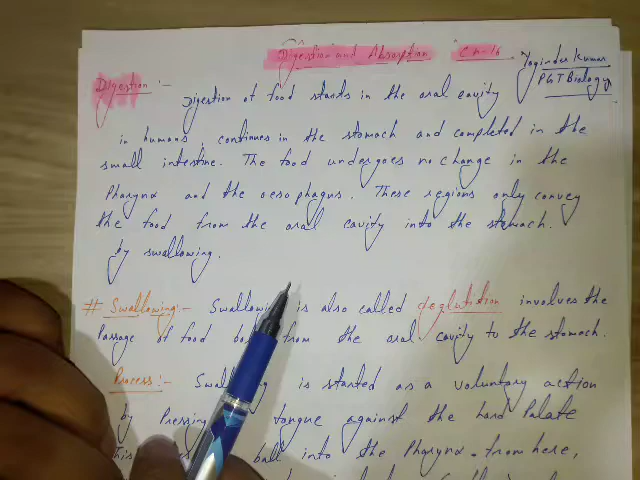 Digestion and Absorption Ch-16
Yoginder Kumar
PGT Biology
Digestion :- Digestion of food starts in the oral cavity
in humans continues in the stomach and completed in the
small intestine. The food undergoes no change in the
Pharynx and the oesophagus. These regions only convey
the food from the oral cavity into the stomach.
by swallowing.
# Swallowing:- Swallowing is also called deglutition involves the
Passage of food from the oral cavity to the stomach.
Process :- is started as a voluntary action
by Pressing tongue against the hard Palate
This ball into the Pharynx. from here,